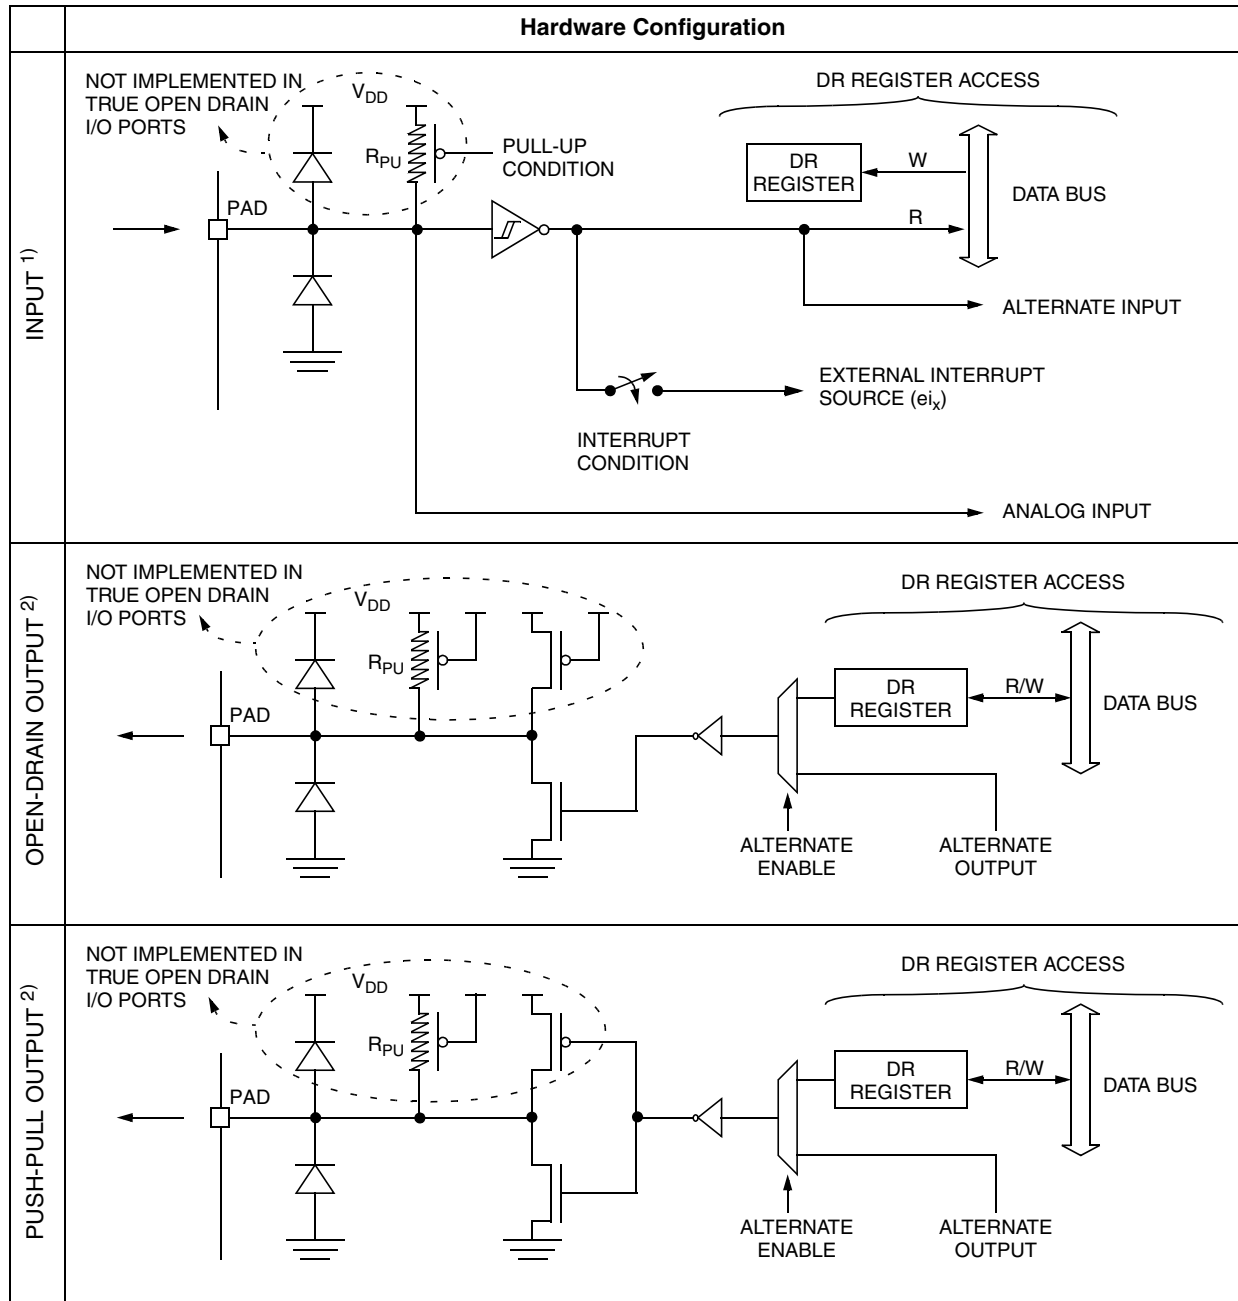 Hardware Configuration
INPUT 1)
NOT IMPLEMENTED IN
TRUE OPEN DRAIN
I/O PORTS
VDD
RPU
PULL-UP
CONDITION
PAD
DR REGISTER ACCESS
DR
REGISTER
W
R
DATA BUS
ALTERNATE INPUT
EXTERNAL INTERRUPT
SOURCE (eix)
INTERRUPT
CONDITION
ANALOG INPUT
OPEN-DRAIN OUTPUT 2)
NOT IMPLEMENTED IN
TRUE OPEN DRAIN
I/O PORTS
VDD
RPU
PAD
DR REGISTER ACCESS
DR
REGISTER
R/W
DATA BUS
ALTERNATE
ENABLE
ALTERNATE
OUTPUT
PUSH-PULL OUTPUT 2)
NOT IMPLEMENTED IN
TRUE OPEN DRAIN
I/O PORTS
VDD
RPU
PAD
DR REGISTER ACCESS
DR
REGISTER
R/W
DATA BUS
ALTERNATE
ENABLE
ALTERNATE
OUTPUT